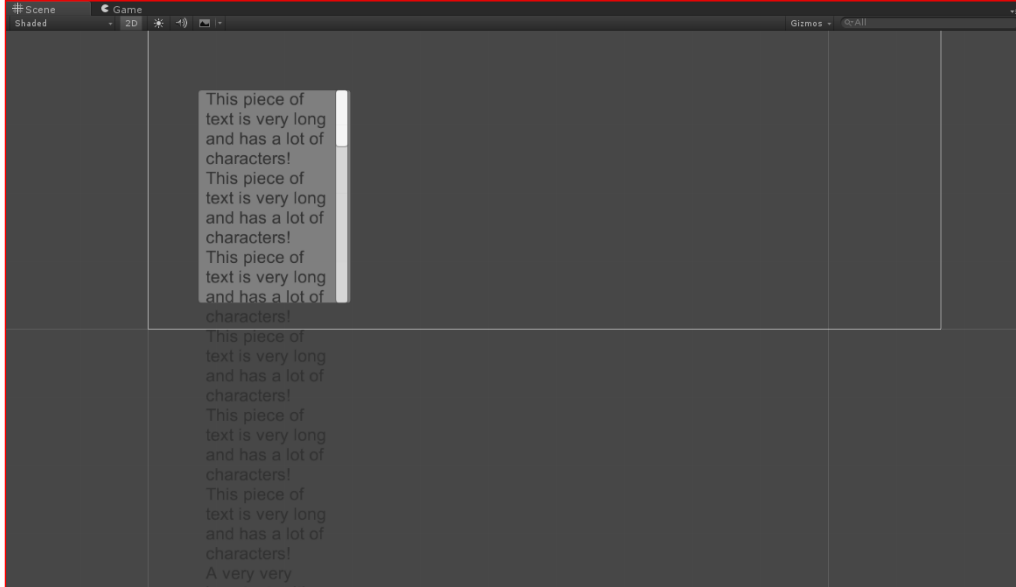 Scene
Game
Shaded
2D
Gizmos
All
This piece of
text is very long
and has a lot of
characters!
This piece of
text is very long
and has a lot of
characters!
This piece of
text is very long
and has a lot of
characters!
This piece of
text is very long
and has a lot of
characters!
This piece of
text is very long
and has a lot of
characters!
This piece of
text is very long
and has a lot of
characters!
A very very